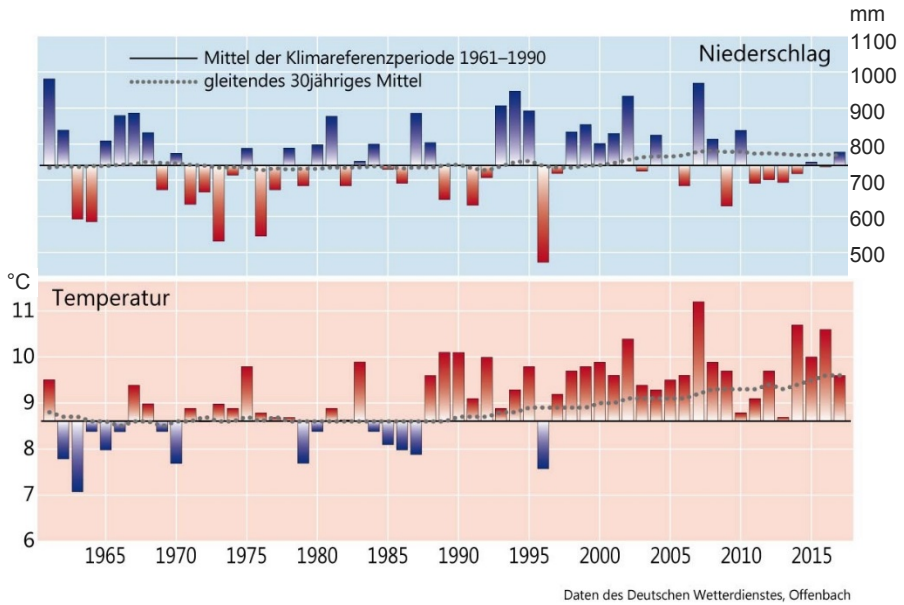 mm
1100
Mittel der Klimareferenzperiode 1961–1990
Niederschlag
gleitendes 30jähriges Mittel
1000
900
800
700
600
500
°C
Temperatur
11
10
9
8
7
6
1965 1970 1975 1980 1985 1990 1995 2000 2005 2010 2015
Daten des Deutschen Wetterdienstes, Offenbach